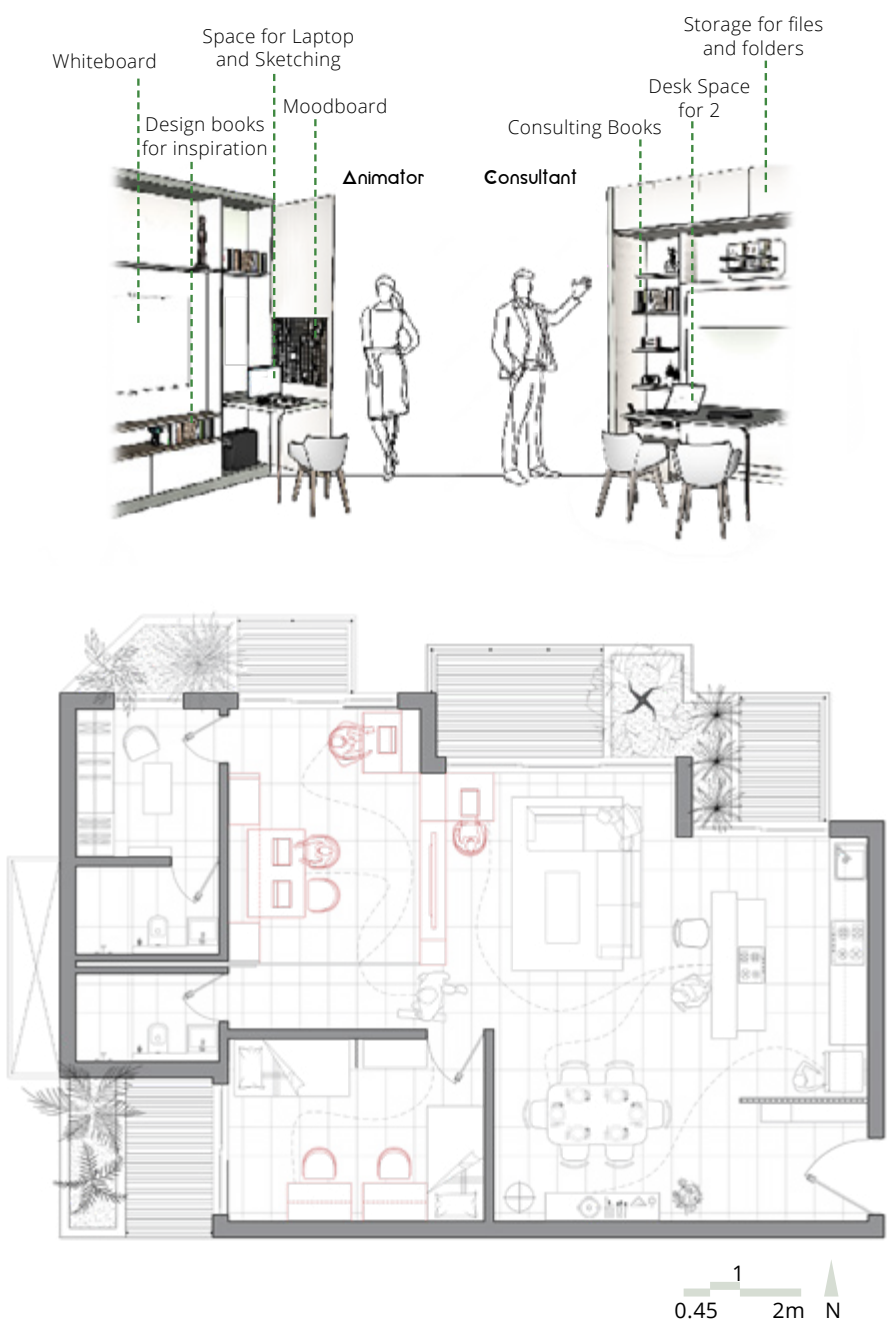 Storage for files
and folders
Space for Laptop
and Sketching
Whiteboard
Desk Space
for 2
Moodboard
Design books
for inspiration
Consulting Books
Animator
Consultant
1
0.45
2m
N